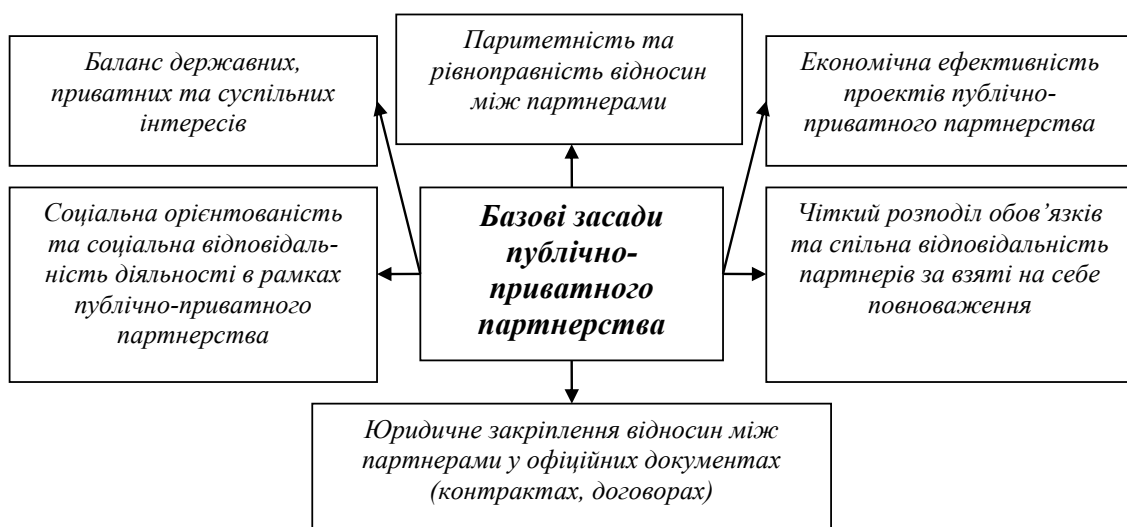 Баланс державних,
приватних та суспільних
інтересів
Паритетність та
рівноправність відносин
між партнерами
Економічна ефективність
проектів публічно-
приватного партнерства
Соціальна орієнтованість
та соціальна відповідаль-
ність діяльності в рамках
публічно-приватного
партнерства
Базові засади
публічно-
приватного
партнерства
Чіткий розподіл обов’язків
та спільна відповідальність
партнерів за взяті на себе
повноваження
Юридичне закріплення відносин між
партнерами у офіційних документах
(контрактах, договорах)